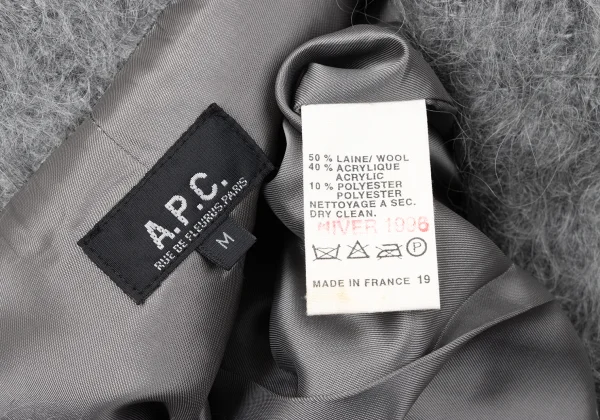 A.P.C.
RUE DE FLEURUS, PARIS
M
50 % LAINE/ WOOL
40 % ACRYLIQUE
ACRYLIC
10 % POLYESTER
POLYESTER
NETTOYAGE A SEC.
DRY CLEAN.
HIVER 1996
P
MADE IN FRANCE 19